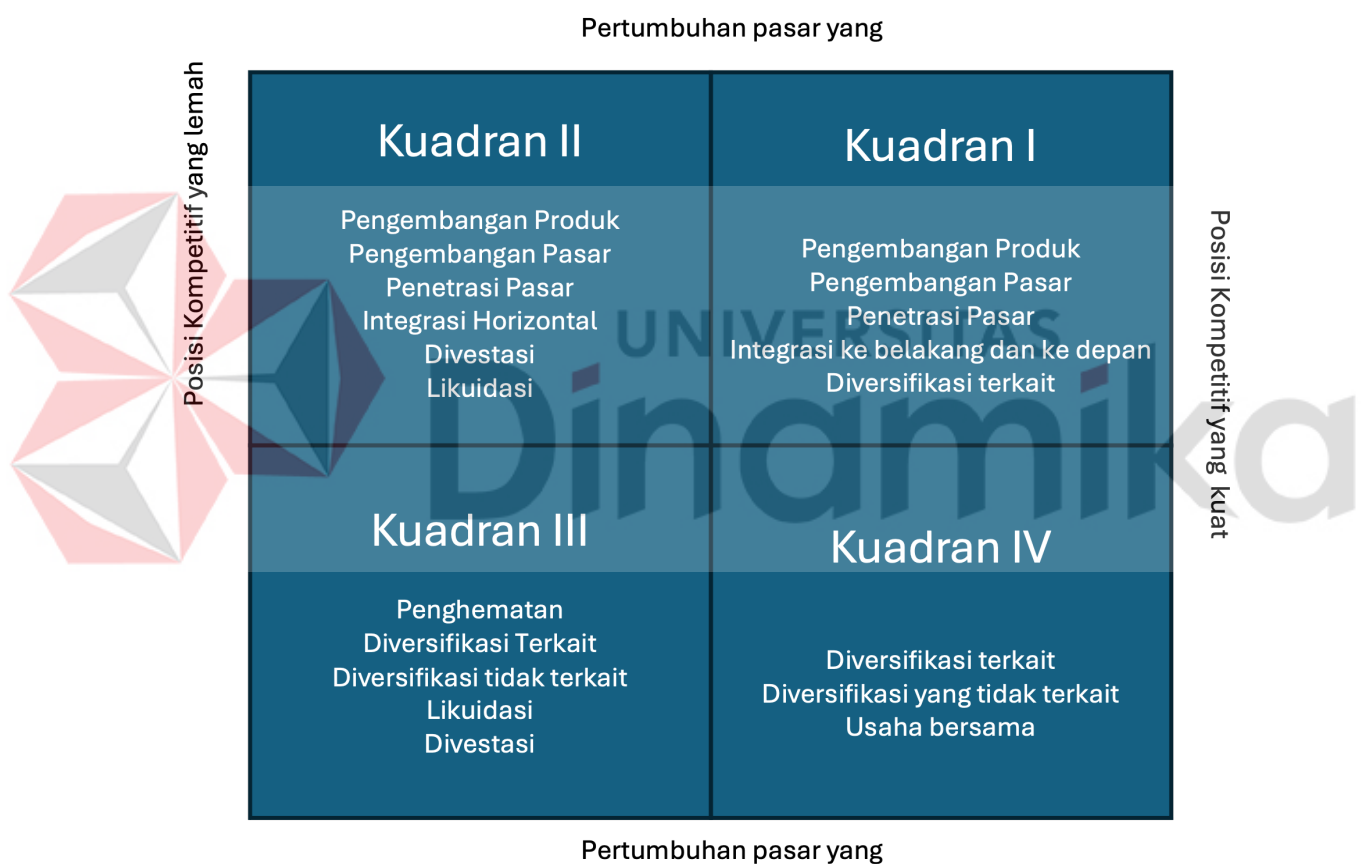 Pertumbuhan pasar yang
Posisi Kompetitif yang lemah
Kuadran II
Pengembangan Produk
Pengembangan Pasar
Penetrasi Pasar
Integrasi Horizontal
Divestasi
Likuidasi
Kuadran I
Pengembangan Produk
Pengembangan Pasar
Penetrasi Pasar
Integrasi ke belakang dan ke depan
Diversifikasi terkait
Posisi Kompetitif yang kuat
UNIVERSITAS
Dinamika
Kuadran III
Penghematan
Diversifikasi Terkait
Diversifikasi tidak terkait
Likuidasi
Divestasi
Kuadran IV
Diversifikasi terkait
Diversifikasi yang tidak terkait
Usaha bersama
Pertumbuhan pasar yang